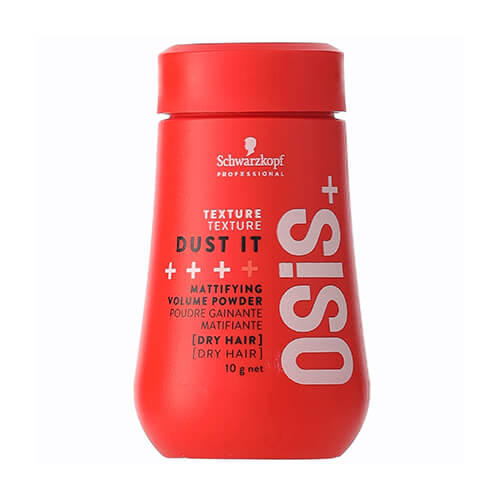 Schwarzkopf
PROFESSIONAL
TEXTURE
TEXTURE
DUST IT
++++
MATTIFYING
VOLUME POWDER
POUDRE GAINANTE
MATIFIANTE
[DRY HAIR]
[DRY HAIR]
10 g net
OSiS+